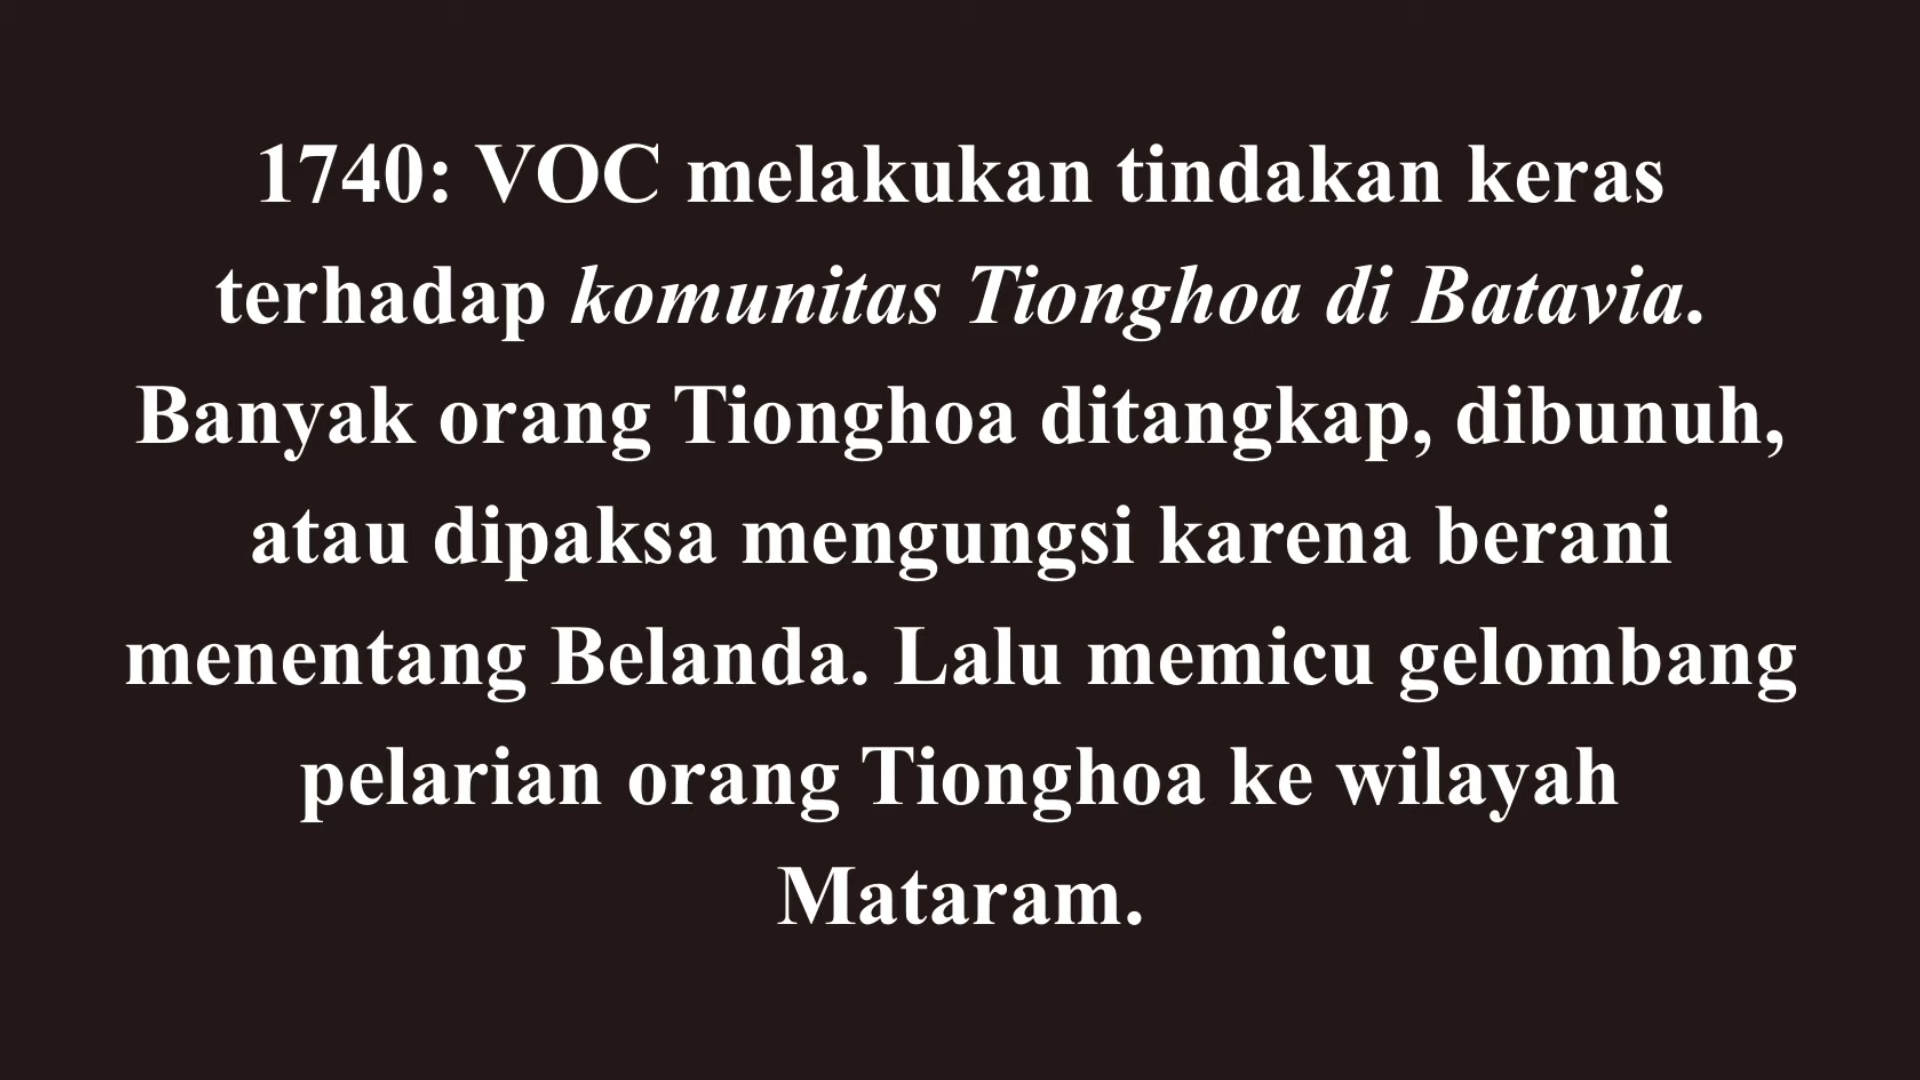 1740: VOC melakukan tindakan keras
terhadap komunitas Tionghoa di Batavia.
Banyak orang Tionghoa ditangkap, dibunuh,
atau dipaksa mengungsi karena berani
menentang Belanda. Lalu memicu gelombang
pelarian orang Tionghoa ke wilayah
Mataram.